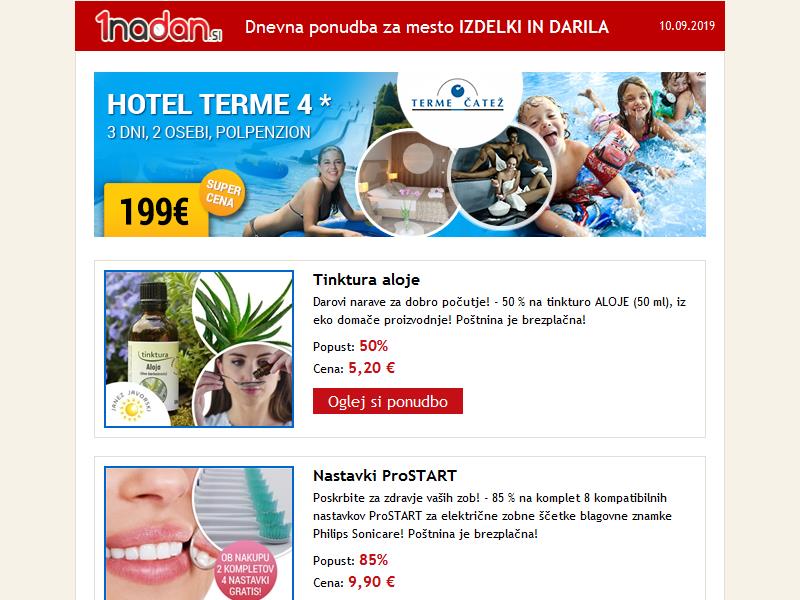 1nadan.si
Dnevna ponudba za mesto IZDELKI IN DARILA
10.09.2019
HOTEL TERME 4 *
3 DNI, 2 OSEBI, POLPENZION
TERME ČATEŽ
SUPER
CENA
199€
Tinktura aloje
Darovi narave za dobro počutje! - 50 % na tinkturo ALOJE (50 ml), iz
eko domače proizvodnje! Poštnina je brezplačna!
Popust: 50%
Cena: 5,20 €
Oglej si ponudbo
tinktura
Aloja
JANEZ JAVORSKI
Nastavki ProSTART
Poskrbite za zdravje vaših zob! - 85 % na komplet 8 kompatibilnih
nastavkov ProSTART za električne zobne ščetke blagovne znamke
Philips Sonicare! Poštnina je brezplačna!
Popust: 85%
Cena: 9,90 €
OB NAKUPU
2 KOMPLETOV
4 NASTAVKI
GRATIS!